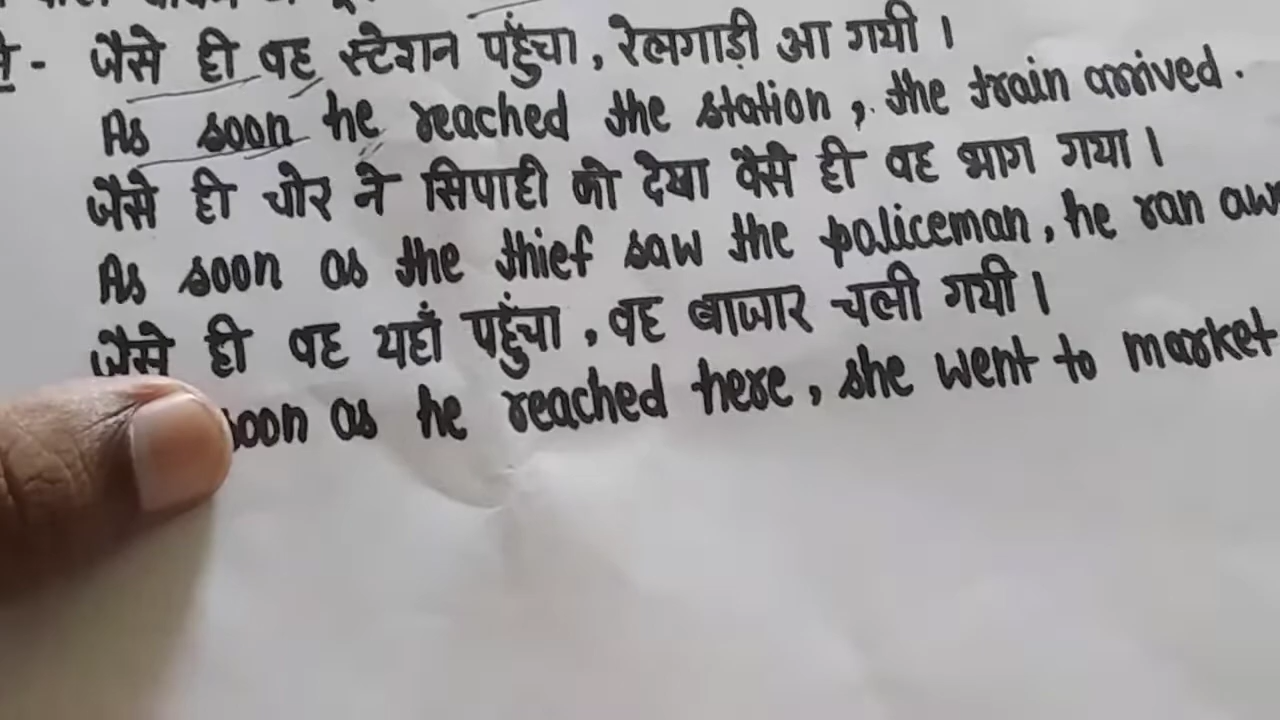 - जैसे ही वह स्टेशन पहुँचा, रेलगाड़ी आ गयी।
As soon he reached the station, the train arrived.
जैसे ही चोर ने सिपाही को देखा वैसे ही वह भाग गया।
As soon as the thief saw the policeman, he ran
जैसे ही वह यहाँ पहुँचा, वह बाजार चली गयी।
soon as he reached here, she went to market